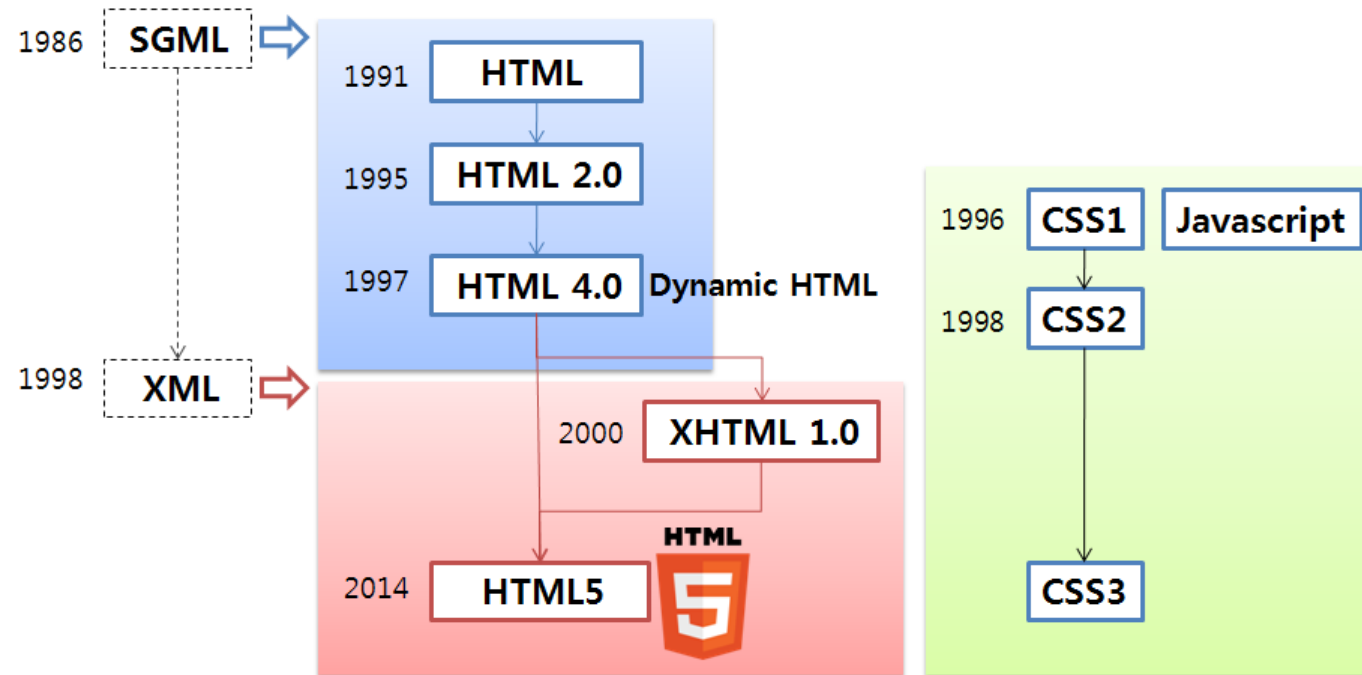 1986 SGML
1991 HTML
1995 HTML 2.0
1997 HTML 4.0 Dynamic HTML
1998 XML
2000 XHTML 1.0
HTML
5
2014 HTML5
1996 CSS1 Javascript
1998 CSS2
CSS3